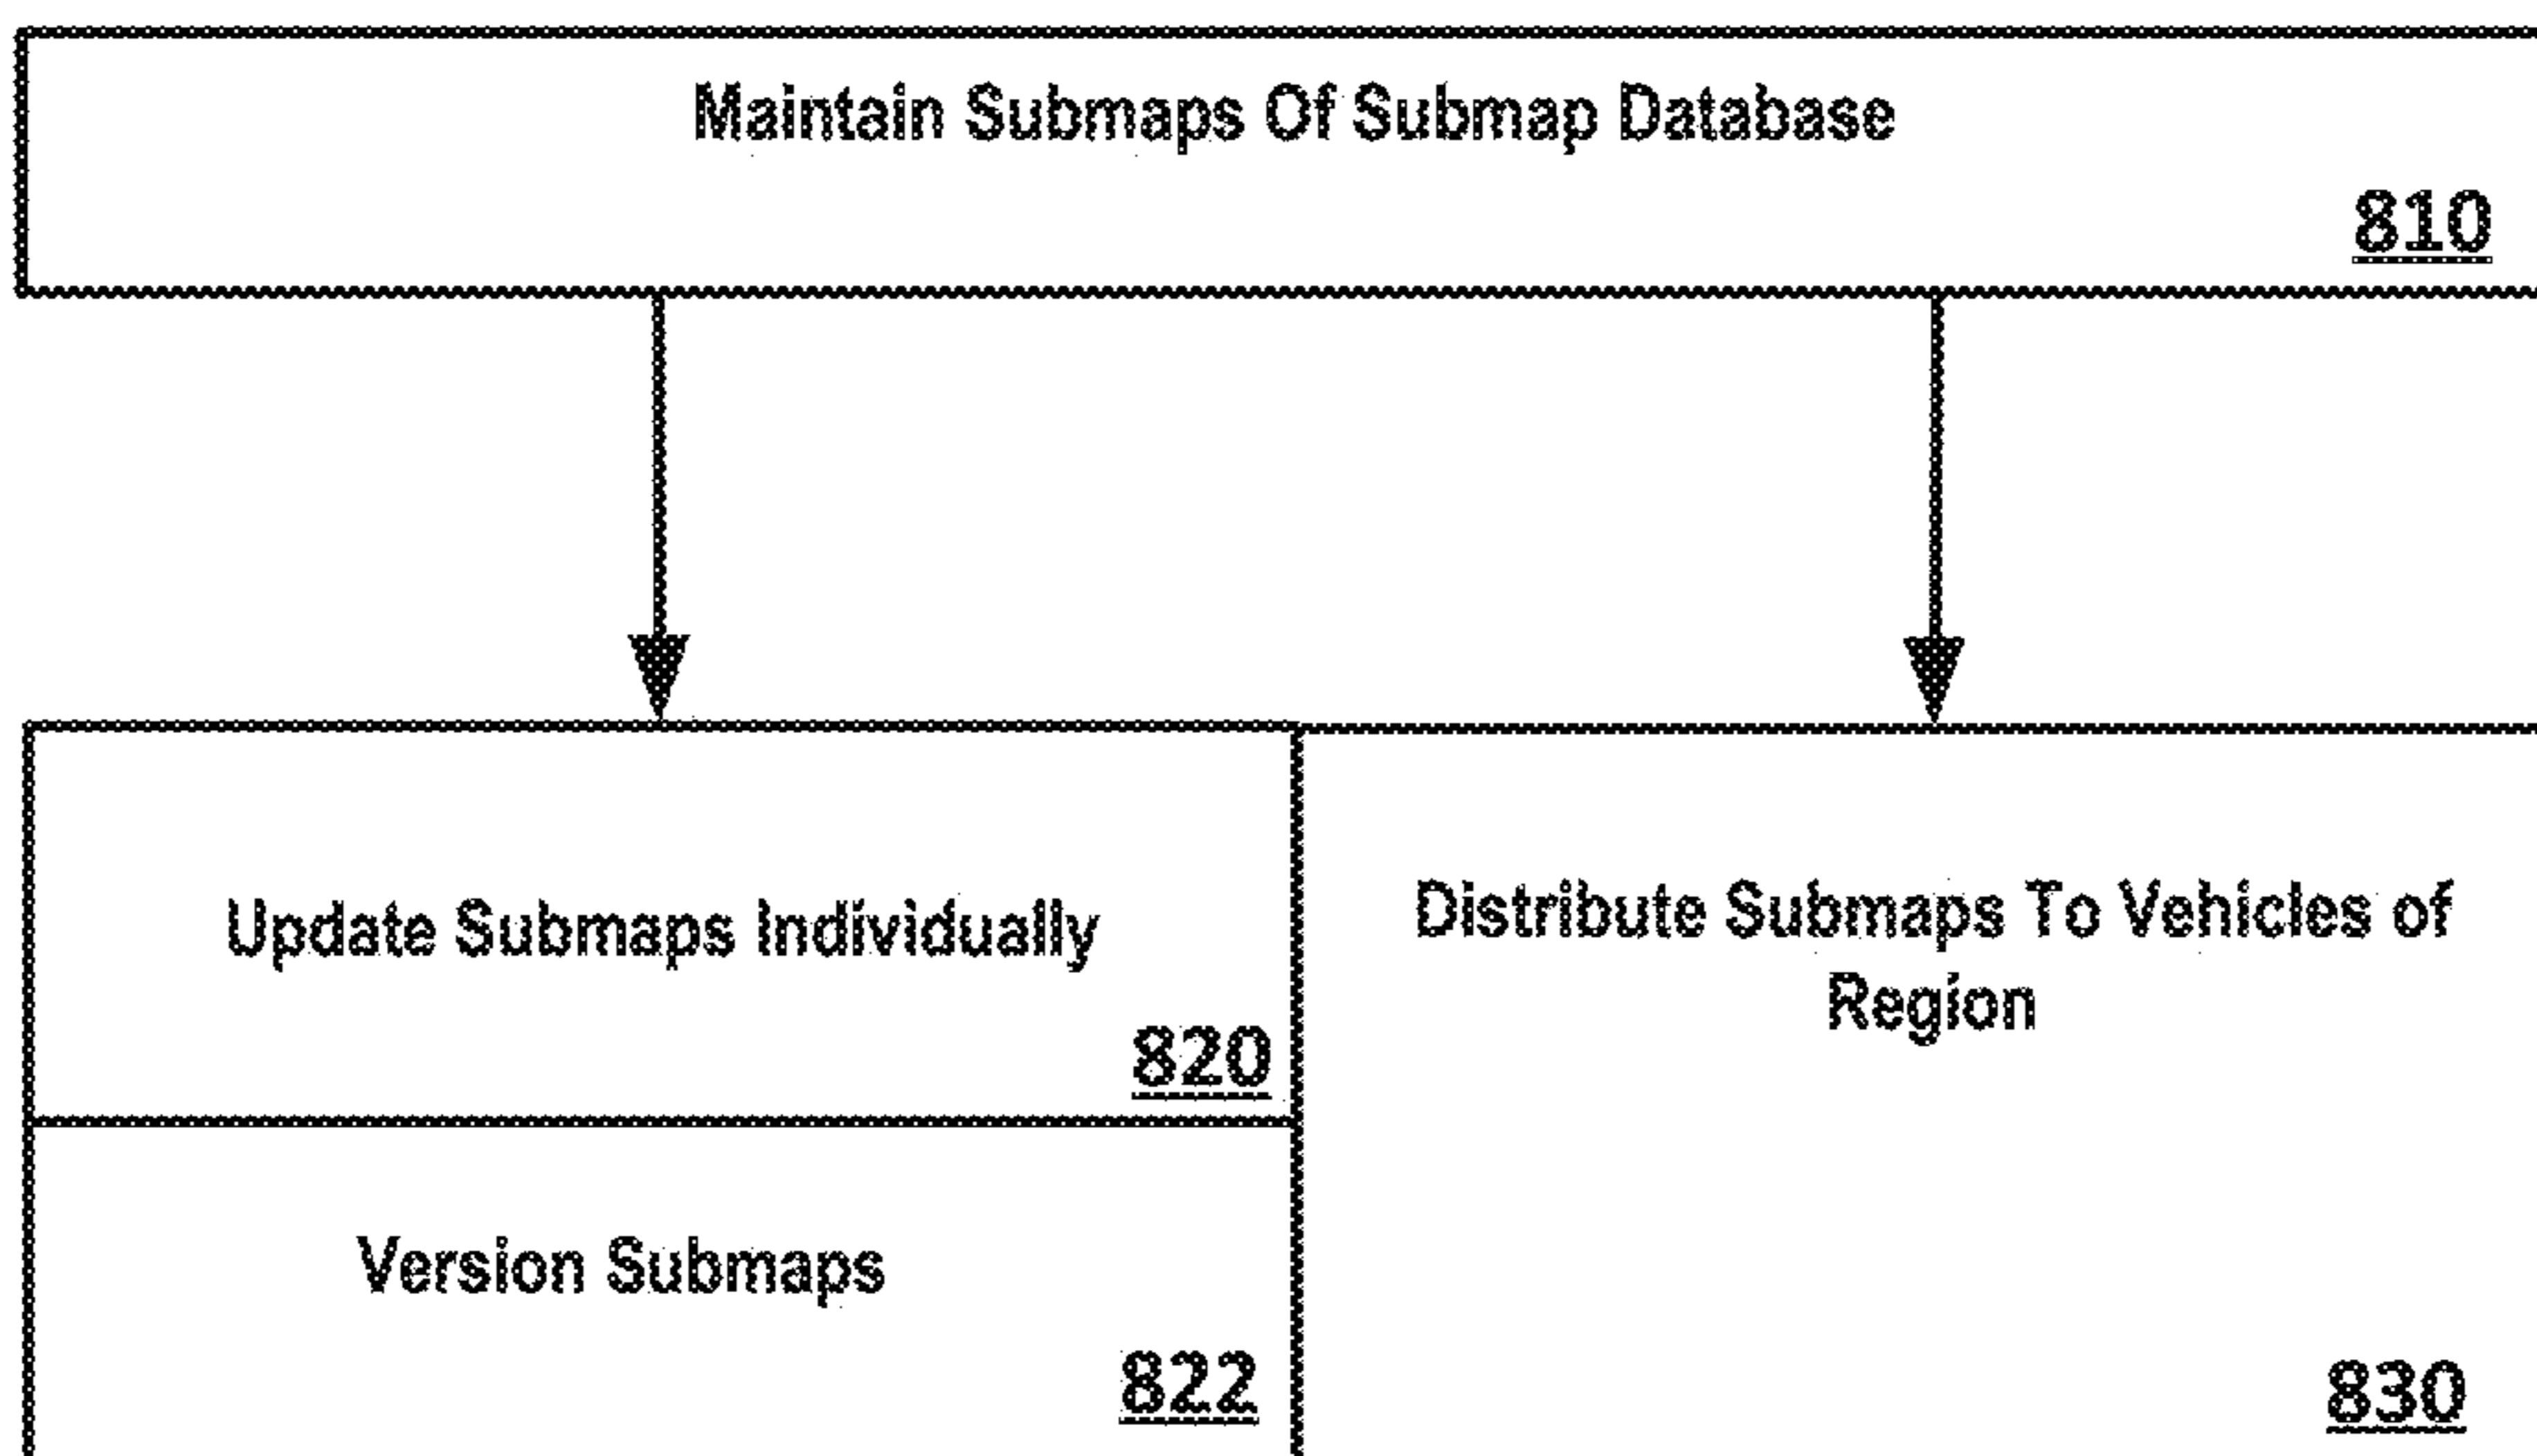 Maintain Submaps Of Submap Database
810
Update Submaps Individually
820
Version Submaps
822
Distribute Submaps To Vehicles of
Region
830